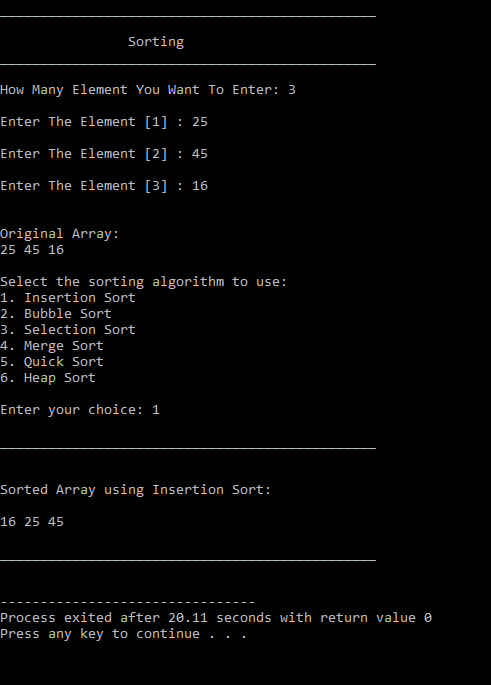 _______________________________________________
Sorting
_______________________________________________
How Many Element You Want To Enter: 3
Enter The Element [1] : 25
Enter The Element [2] : 45
Enter The Element [3] : 16
Original Array:
25 45 16
Select the sorting algorithm to use:
1. Insertion Sort
2. Bubble Sort
3. Selection Sort
4. Merge Sort
5. Quick Sort
6. Heap Sort
Enter your choice: 1
_______________________________________________
Sorted Array using Insertion Sort:
16 25 45
_______________________________________________
--------------------------------
Process exited after 20.11 seconds with return value 0
Press any key to continue . . .